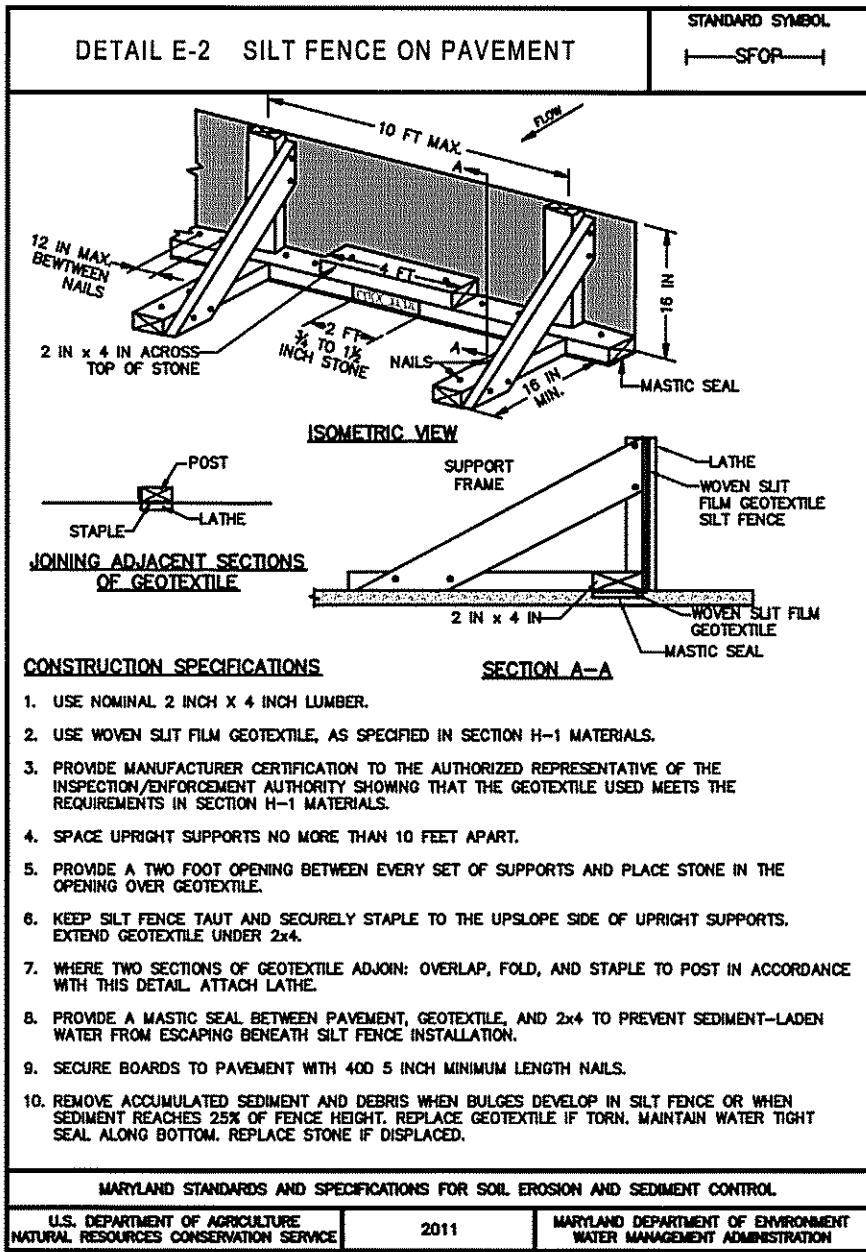 DETAIL E-2 SILT FENCE ON PAVEMENT
STANDARD SYMBOL
SFOP
FLOW
10 FT MAX.
A
12 IN MAX.
BEWTWEEN
NAILS
4 FT
16 IN
2 IN x 4 IN ACROSS
TOP OF STONE
2 FT
¾ TO 1½
INCH STONE
NAILS
A
16 IN
MIN.
MASTIC SEAL
ISOMETRIC VIEW
POST
STAPLE
LATHE
JOINING ADJACENT SECTIONS
OF GEOTEXTILE
SUPPORT
FRAME
LATHE
WOVEN SLIT
FILM GEOTEXTILE
SILT FENCE
2 IN x 4 IN
WOVEN SLIT FILM
GEOTEXTILE
MASTIC SEAL
SECTION A-A
CONSTRUCTION SPECIFICATIONS
1. USE NOMINAL 2 INCH X 4 INCH LUMBER.
2. USE WOVEN SLIT FILM GEOTEXTILE, AS SPECIFIED IN SECTION H-1 MATERIALS.
3. PROVIDE MANUFACTURER CERTIFICATION TO THE AUTHORIZED REPRESENTATIVE OF THE
INSPECTION/ENFORCEMENT AUTHORITY SHOWING THAT THE GEOTEXTILE USED MEETS THE
REQUIREMENTS IN SECTION H-1 MATERIALS.
4. SPACE UPRIGHT SUPPORTS NO MORE THAN 10 FEET APART.
5. PROVIDE A TWO FOOT OPENING BETWEEN EVERY SET OF SUPPORTS AND PLACE STONE IN THE
OPENING OVER GEOTEXTILE.
6. KEEP SILT FENCE TAUT AND SECURELY STAPLE TO THE UPSLOPE SIDE OF UPRIGHT SUPPORTS.
EXTEND GEOTEXTILE UNDER 2x4.
7. WHERE TWO SECTIONS OF GEOTEXTILE ADJOIN: OVERLAP, FOLD, AND STAPLE TO POST IN ACCORDANCE
WITH THIS DETAIL. ATTACH LATHE.
8. PROVIDE A MASTIC SEAL BETWEEN PAVEMENT, GEOTEXTILE, AND 2x4 TO PREVENT SEDIMENT-LADEN
WATER FROM ESCAPING BENEATH SILT FENCE INSTALLATION.
9. SECURE BOARDS TO PAVEMENT WITH 40D 5 INCH MINIMUM LENGTH NAILS.
10. REMOVE ACCUMULATED SEDIMENT AND DEBRIS WHEN BULGES DEVELOP IN SILT FENCE OR WHEN
SEDIMENT REACHES 25% OF FENCE HEIGHT. REPLACE GEOTEXTILE IF TORN. MAINTAIN WATER TIGHT
SEAL ALONG BOTTOM. REPLACE STONE IF DISPLACED.
MARYLAND STANDARDS AND SPECIFICATIONS FOR SOIL EROSION AND SEDIMENT CONTROL
U.S. DEPARTMENT OF AGRICULTURE
NATURAL RESOURCES CONSERVATION SERVICE
2011
MARYLAND DEPARTMENT OF ENVIRONMENT
WATER MANAGEMENT ADMINISTRATION